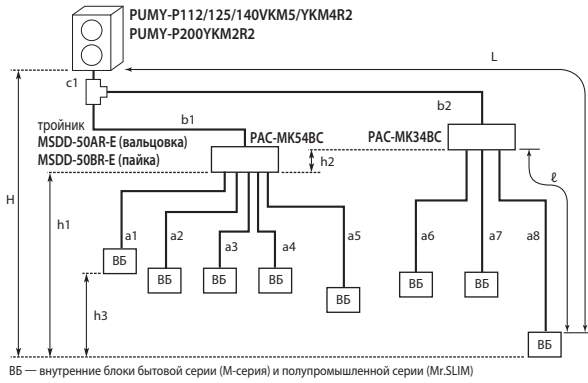 PUMY-P112/125/140VKM5/YKM4R2
PUMY-P200YKM2R2
L
c1
b2
b1
тройник
MSDD-50AR-E (вальцовка)
MSDD-50BR-E (пайка)
PAC-MK54BC
PAC-MK34BC
h2
ℓ
H
h1
a1
a2
a3
a4
a5
a6
a7
a8
ВБ
ВБ
ВБ
ВБ
ВБ
ВБ
ВБ
ВБ
h3
ВБ — внутренние блоки бытовой серии (М-серия) и полупромышленной серии (Mr.SLIM)